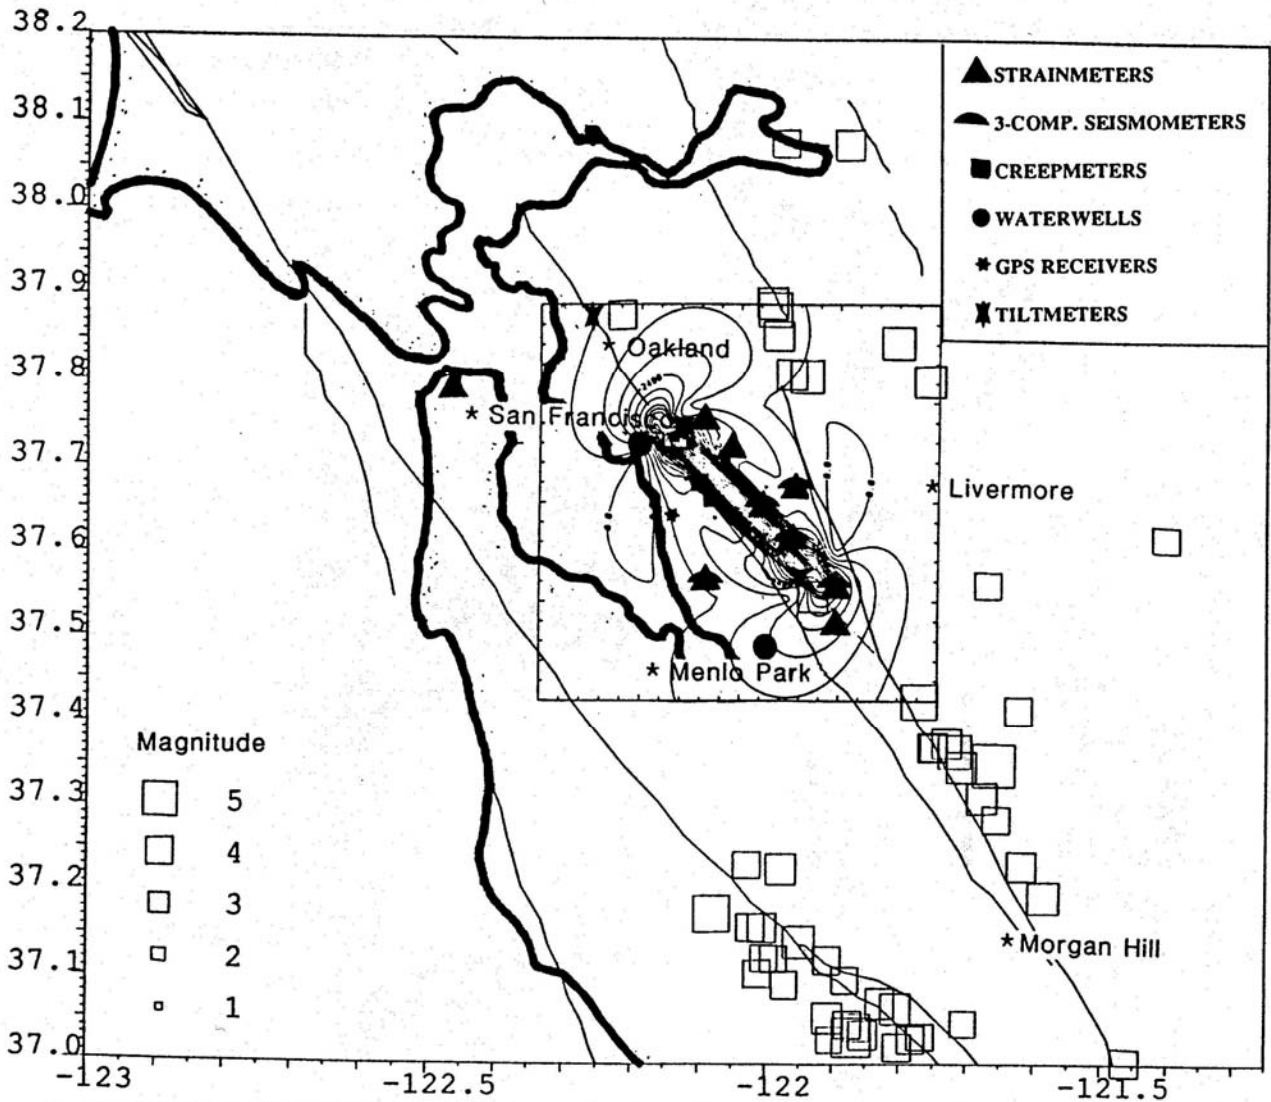 38.2
38.1
38.0
37.9
37.8
37.7
37.6
37.5
37.4
37.3
37.2
37.1
37.0
-123
-122.5
-122
-121.5
STRAINMETERS
3-COMP. SEISMOMETERS
CREEPMETERS
WATERWELLS
* GPS RECEIVERS
TILTMETERS
* Oakland
* San Francisco
* Livermore
* Menlo Park
* Morgan Hill
Magnitude
5
4
3
2
1